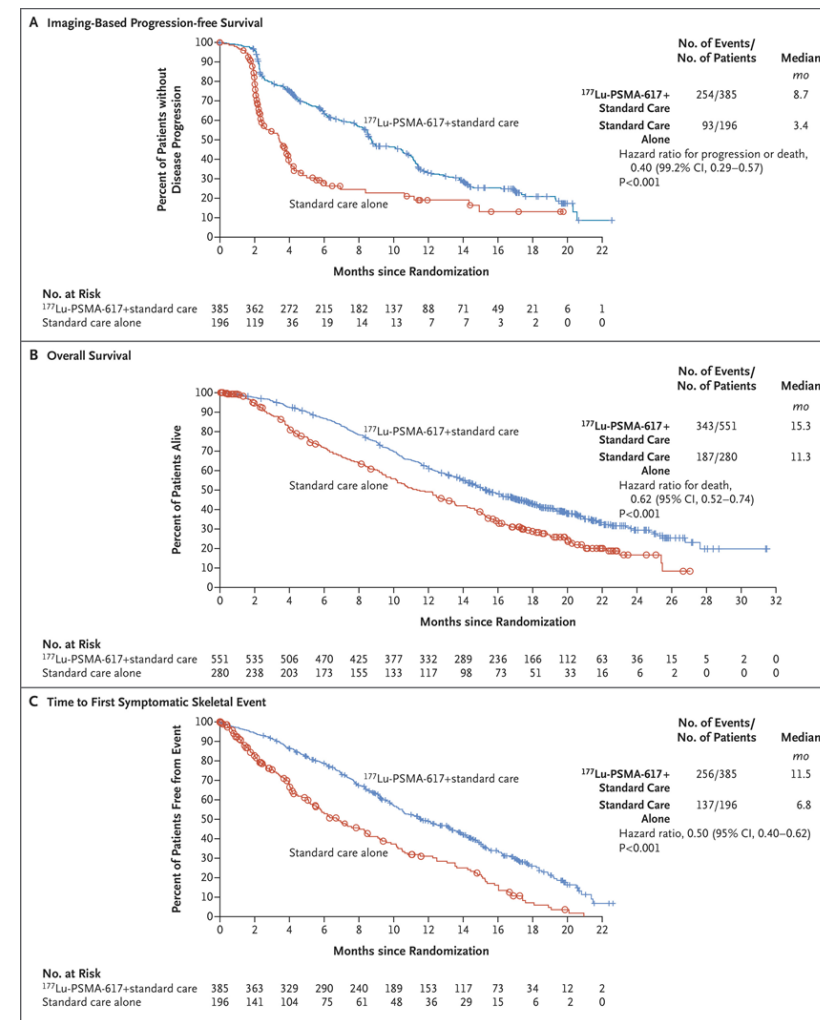 A Imaging-Based Progression-free Survival
Percent of Patients without
Disease Progression
100
90
80
70
60
50
40
30
20
10
0
0 2 4 6 8 10 12 14 16 18 20 22
Months since Randomization
¹⁷⁷Lu-PSMA-617+standard care
Standard care alone
No. of Events/
No. of Patients Median
mo
¹⁷⁷Lu-PSMA-617+
Standard Care 254/385 8.7
Standard Care
Alone 93/196 3.4
Hazard ratio for progression or death,
0.40 (99.2% CI, 0.29–0.57)
P<0.001
No. at Risk
¹⁷⁷Lu-PSMA-617+standard care 385 362 272 215 182 137 88 71 49 21 6 1
Standard care alone 196 119 36 19 14 13 7 7 3 2 0 0
B Overall Survival
Percent of Patients Alive
100
90
80
70
60
50
40
30
20
10
0
0 2 4 6 8 10 12 14 16 18 20 22 24 26 28 30 32
Months since Randomization
¹⁷⁷Lu-PSMA-617+standard care
Standard care alone
No. of Events/
No. of Patients Median
mo
¹⁷⁷Lu-PSMA-617+
Standard Care 343/551 15.3
Standard Care
Alone 187/280 11.3
Hazard ratio for death,
0.62 (95% CI, 0.52–0.74)
P<0.001
No. at Risk
¹⁷⁷Lu-PSMA-617+standard care 551 535 506 470 425 377 332 289 236 166 112 63 36 15 5 2 0
Standard care alone 280 238 203 173 155 133 117 98 73 51 33 16 6 2 0 0 0
C Time to First Symptomatic Skeletal Event
Percent of Patients Free from Event
100
90
80
70
60
50
40
30
20
10
0
0 2 4 6 8 10 12 14 16 18 20 22
Months since Randomization
¹⁷⁷Lu-PSMA-617+standard care
Standard care alone
No. of Events/
No. of Patients Median
mo
¹⁷⁷Lu-PSMA-617+
Standard Care 256/385 11.5
Standard Care
Alone 137/196 6.8
Hazard ratio, 0.50 (95% CI, 0.40–0.62)
P<0.001
No. at Risk
¹⁷⁷Lu-PSMA-617+standard care 385 363 329 290 240 189 153 117 73 34 12 2
Standard care alone 196 141 104 75 61 48 36 29 15 6 2 0